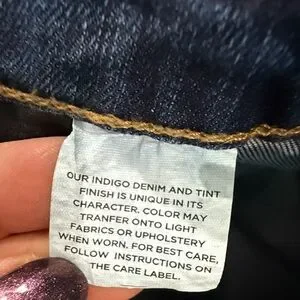 OUR INDIGO DENIM AND TINT
FINISH IS UNIQUE IN ITS
CHARACTER. COLOR MAY
TRANFER ONTO LIGHT
FABRICS OR UPHOLSTERY
WHEN WORN. FOR BEST CARE,
FOLLOW INSTRUCTIONS ON
THE CARE LABEL.